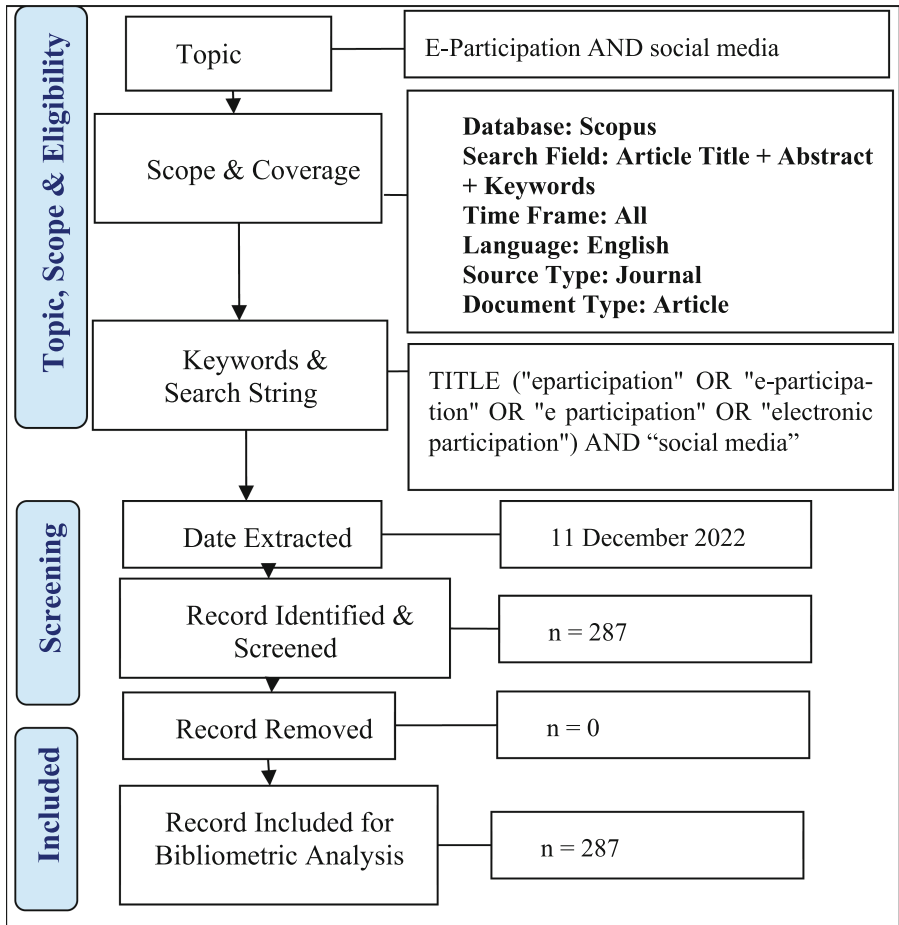 Topic, Scope & Eligibility
Topic
E-Participation AND social media
Scope & Coverage
Database: Scopus
Search Field: Article Title + Abstract
+ Keywords
Time Frame: All
Language: English
Source Type: Journal
Document Type: Article
Keywords &
Search String
TITLE ("eparticipation" OR "e-participa-
tion" OR "e participation" OR "electronic
participation") AND “social media”
Screening
Date Extracted
11 December 2022
Record Identified &
Screened
n = 287
Record Removed
n = 0
Included
Record Included for
Bibliometric Analysis
n = 287